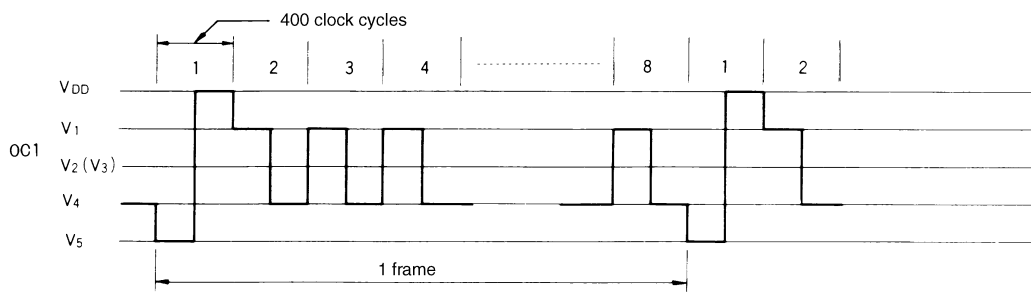 400 clock cycles
1 2 3 4 8 1 2
VDD
V1
OC1
V2 (V3)
V4
V5
1 frame